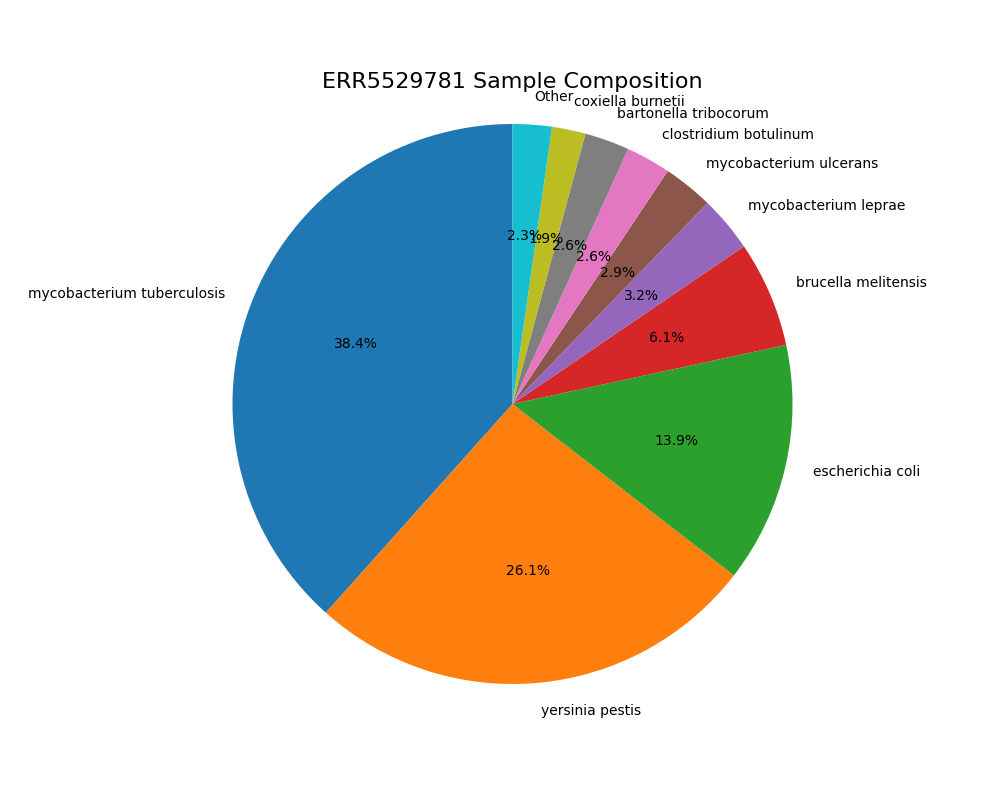 ERR5529781 Sample Composition
Other
coxiella burnetii
bartonella tribocorum
clostridium botulinum
mycobacterium ulcerans
mycobacterium leprae
brucella melitensis
mycobacterium tuberculosis
escherichia coli
yersinia pestis
2.3%
1.9%
2.6%
2.6%
2.9%
3.2%
6.1%
38.4%
13.9%
26.1%